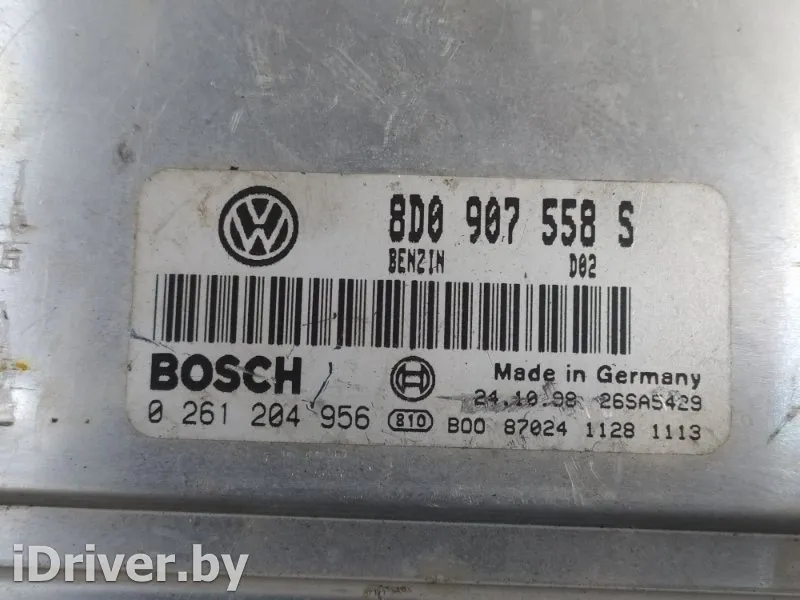 8D0 907 558 S
BENZIN D02
BOSCH
Made in Germany
24.10.98 26SA5429
0 261 204 956 810 B00 87024 1128 1113
iDriver.by